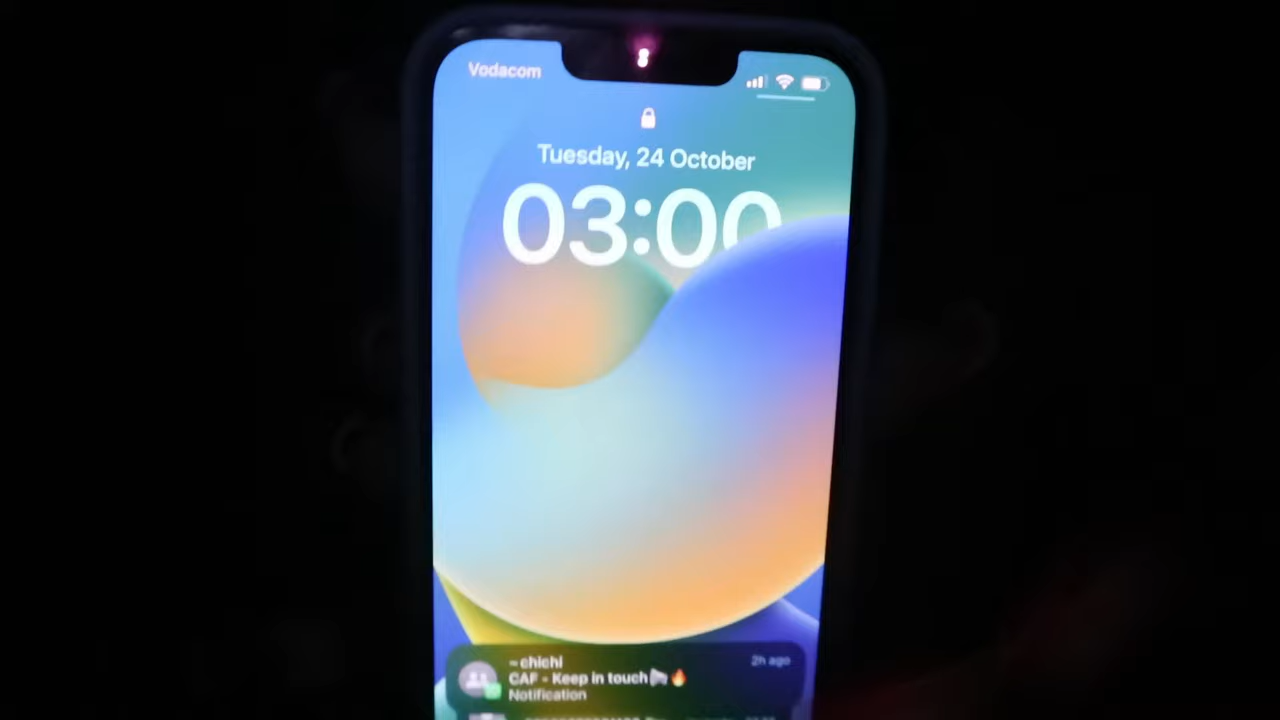 Vodacom
Tuesday, 24 October
03:00
~chichi
2h ago
CAF - Keep in touch 🔥
Notification